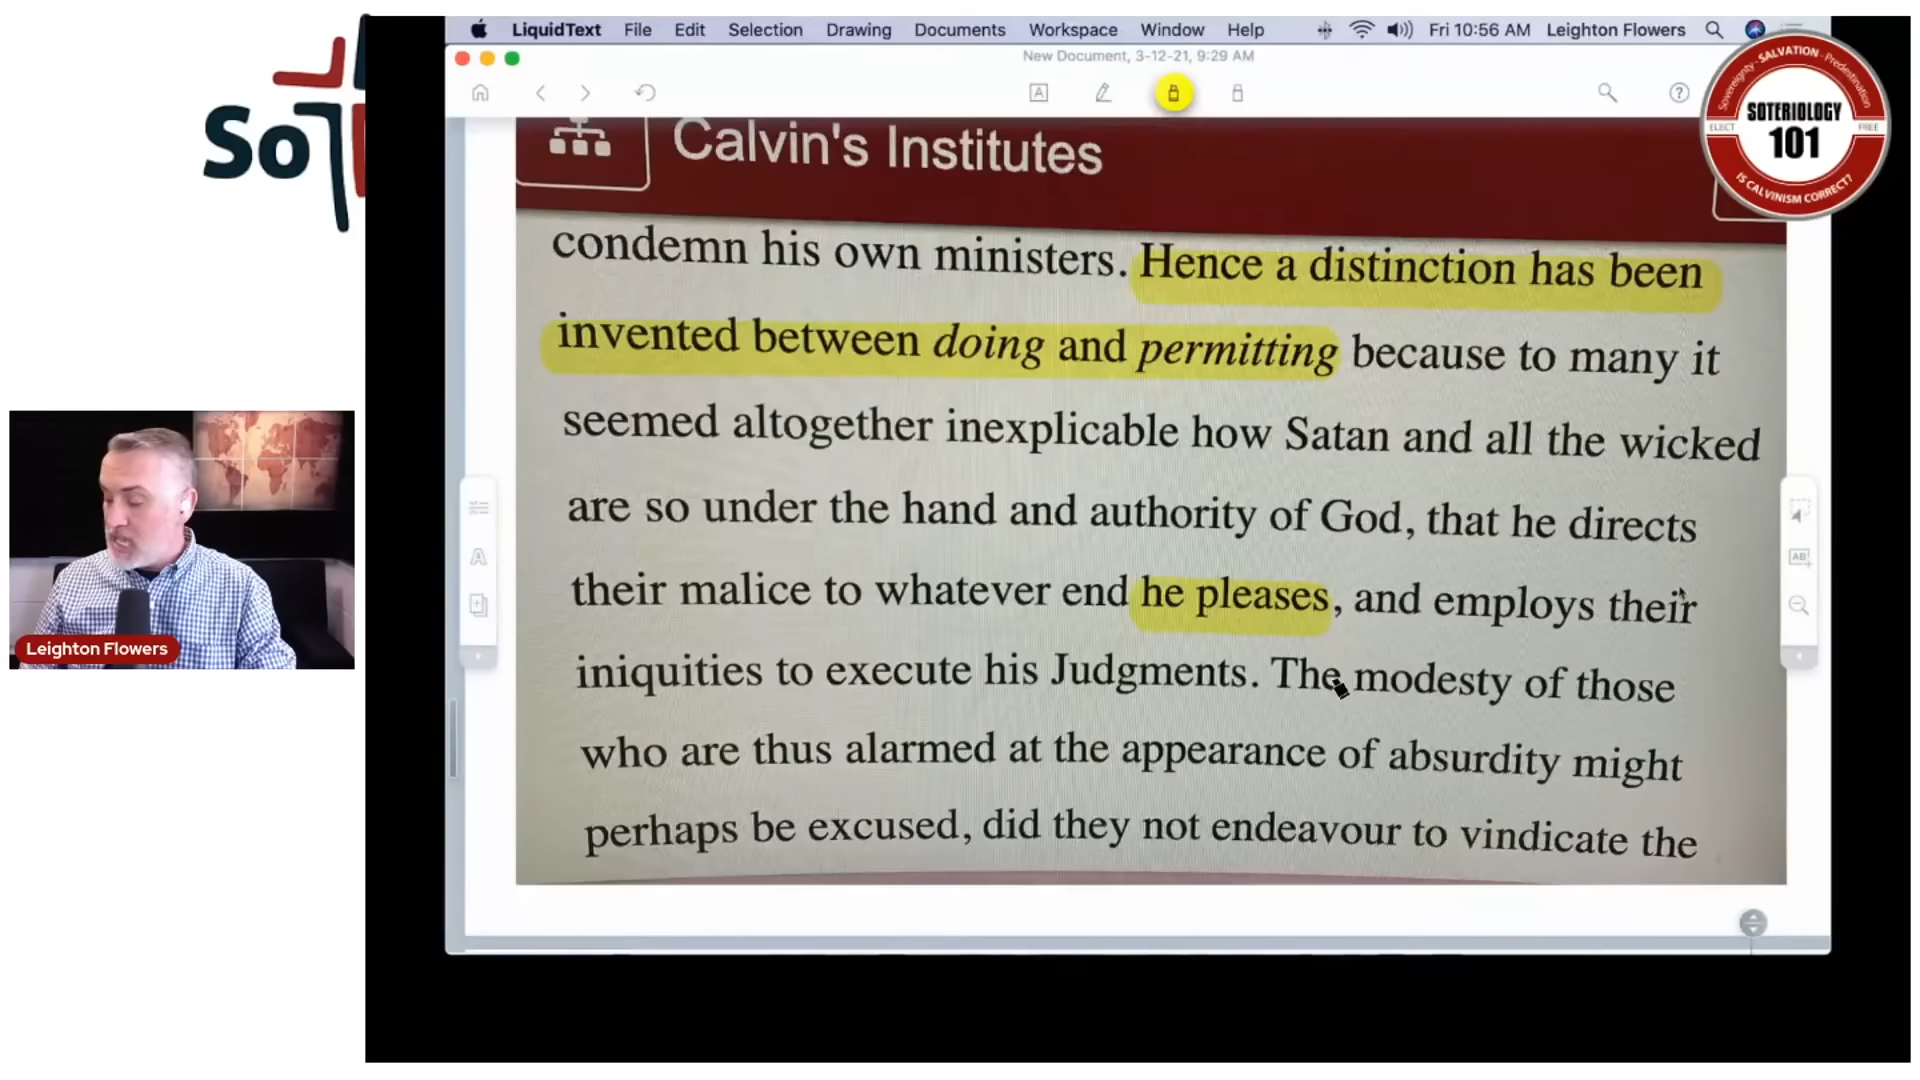 LiquidText File Edit Selection Drawing Documents Workspace Window Help Fri 10:56 AM Leighton Flowers
New Document, 3-12-21, 9:29 AM
A
?
So
Sovereignty - SALVATION - Predestination
ELECT
SOTERIOLOGY
101
FREE
IS CALVINISM CORRECT?
Calvin's Institutes
condemn his own ministers. Hence a distinction has been
invented between doing and permitting because to many it
seemed altogether inexplicable how Satan and all the wicked
are so under the hand and authority of God, that he directs
their malice to whatever end he pleases, and employs their
iniquities to execute his Judgments. The modesty of those
who are thus alarmed at the appearance of absurdity might
perhaps be excused, did they not endeavour to vindicate the
A
AB
Leighton Flowers